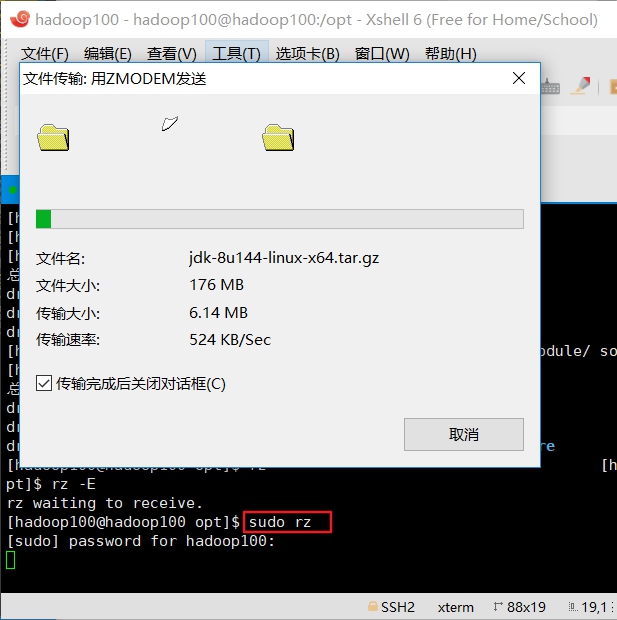 hadoop100 - hadoop100@hadoop100:/opt - Xshell 6 (Free for Home/School)
文件(F) 编辑(E) 查看(V) 工具(T) 选项卡(B) 窗口(W) 帮助(H)
文件传输: 用ZMODEM发送
文件名: jdk-8u144-linux-x64.tar.gz
文件大小: 176 MB
传输大小: 6.14 MB
传输速率: 524 KB/Sec
传输完成后关闭对话框(C)
取消
[h
[h
[h
总
dr
dr
dr
[h odule/ so
[h
总
dr
dr
dr re
[hadoop100@hadoop100 opt]$ rz [h
pt]$ rz -E
rz waiting to receive.
[hadoop100@hadoop100 opt]$ sudo rz
[sudo] password for hadoop100:
SSH2 xterm 88x19 19,1